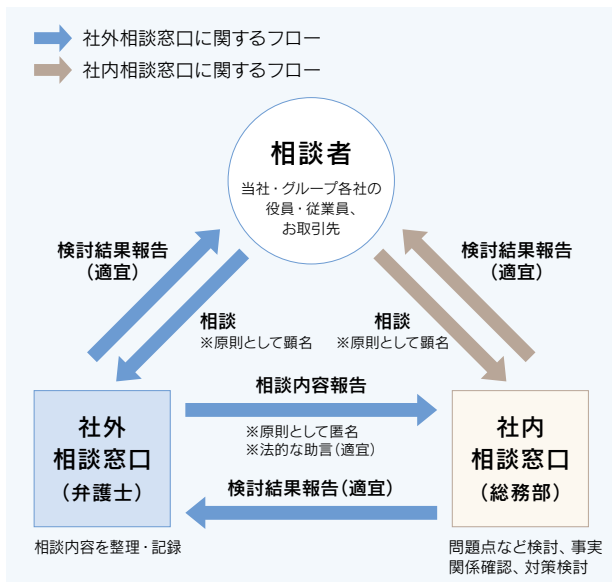 社外相談窓口に関するフロー
社内相談窓口に関するフロー
相談者
当社・グループ各社の
役員・従業員、
お取引先
検討結果報告
（適宜）
検討結果報告
（適宜）
相談
※原則として顕名
相談
※原則として顕名
相談内容報告
※原則として匿名
※法的な助言（適宜）
検討結果報告（適宜）
社外
相談窓口
（弁護士）
相談内容を整理・記録
社内
相談窓口
（総務部）
問題点など検討、事実
関係確認、対策検討